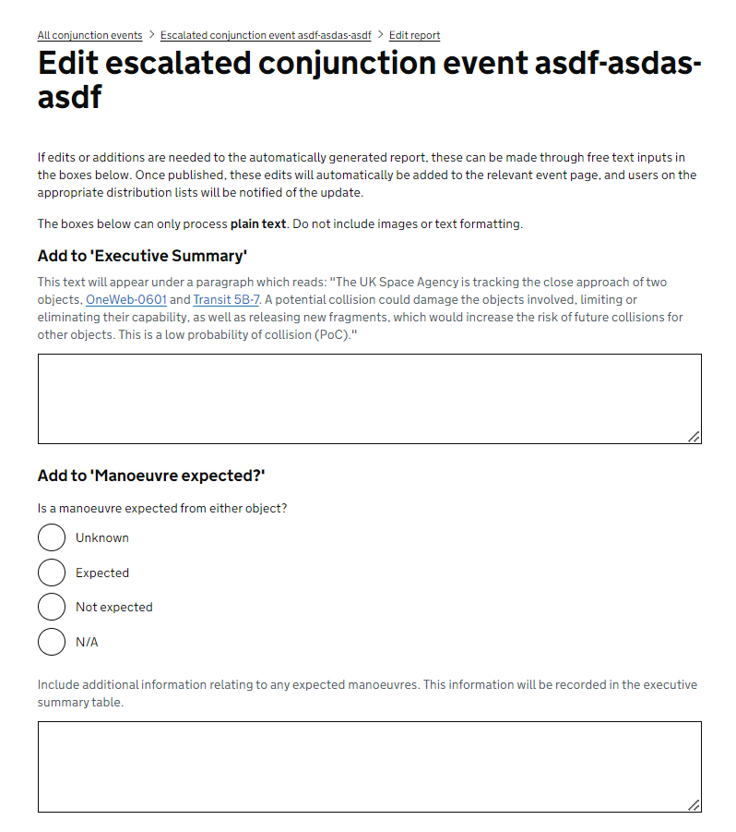 All conjunction events > Escalated conjunction event asdf-asdas-asdf > Edit report
Edit escalated conjunction event asdf-asdas-
asdf
If edits or additions are needed to the automatically generated report, these can be made through free text inputs in
the boxes below. Once published, these edits will automatically be added to the relevant event page, and users on the
appropriate distribution lists will be notified of the update.
The boxes below can only process plain text. Do not include images or text formatting.
Add to 'Executive Summary'
This text will appear under a paragraph which reads: "The UK Space Agency is tracking the close approach of two
objects, OneWeb-0601 and Transit 5B-7. A potential collision could damage the objects involved, limiting or
eliminating their capability, as well as releasing new fragments, which would increase the risk of future collisions for
other objects. This is a low probability of collision (PoC)."
Add to 'Manoeuvre expected?'
Is a manoeuvre expected from either object?
Unknown
Expected
Not expected
N/A
Include additional information relating to any expected manoeuvres. This information will be recorded in the executive
summary table.